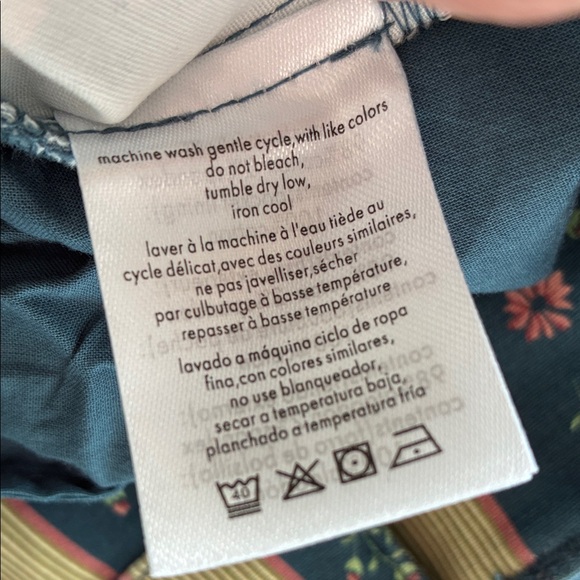 machine wash gentle cycle,with like colors
do not bleach,
tumble dry low,
iron cool
laver à la machine à l'eau tiède au
cycle délicat,avec des couleurs similaires,
ne pas javelliser,sécher
par culbutage à basse température,
repasser à basse température
lavado a móquina ciclo de ropa
fina,con colores similares,
no use blanqueador,
secar a temperatura baja,
planchado a temperatura fría
40